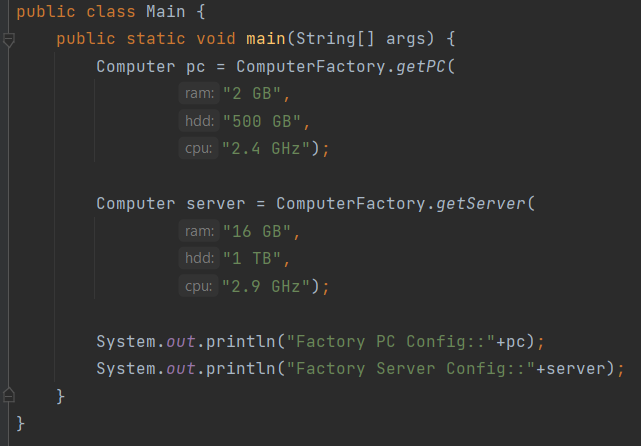 public class Main {
    public static void main(String[] args) {
        Computer pc = ComputerFactory.getPC(
                ram: "2 GB",
                hdd: "500 GB",
                cpu: "2.4 GHz");

        Computer server = ComputerFactory.getServer(
                ram: "16 GB",
                hdd: "1 TB",
                cpu: "2.9 GHz");

        System.out.println("Factory PC Config::"+pc);
        System.out.println("Factory Server Config::"+server);
    }
}